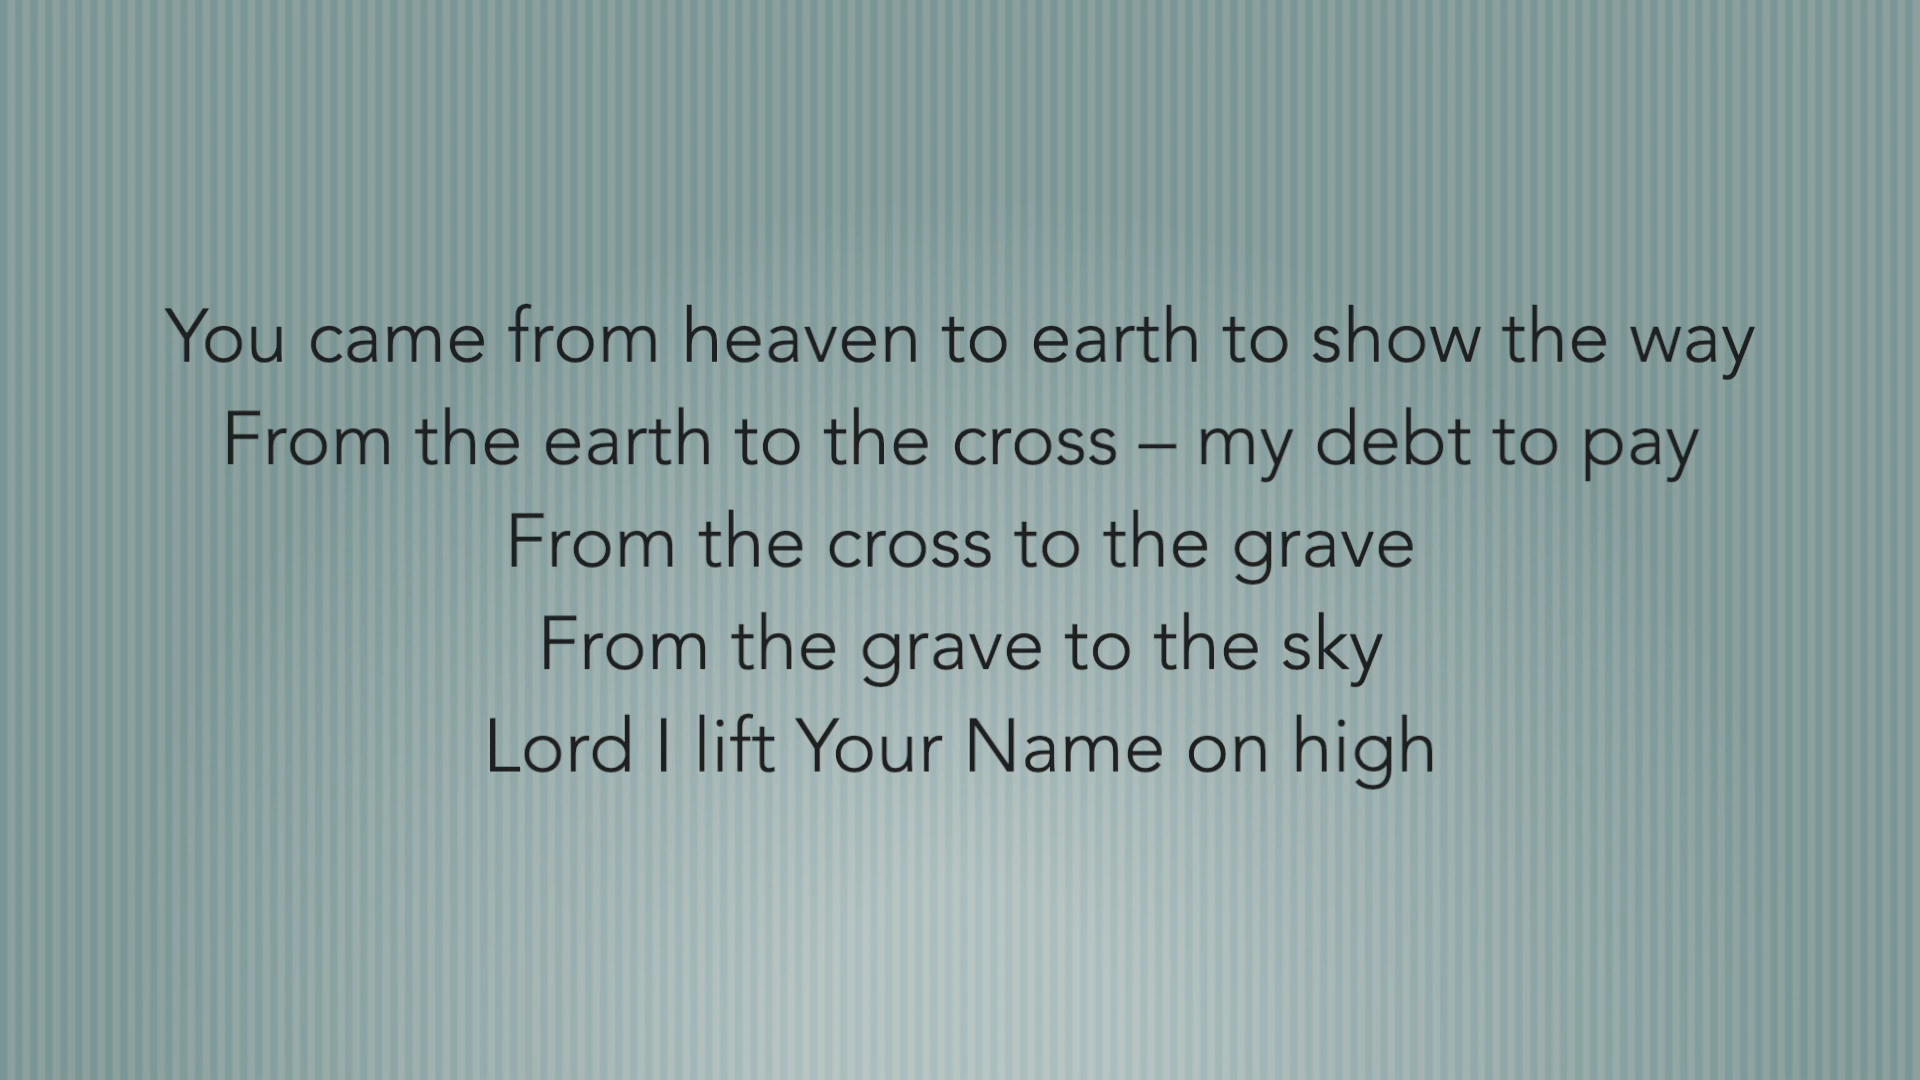 You came from heaven to earth to show the way
From the earth to the cross – my debt to pay
From the cross to the grave
From the grave to the sky
Lord I lift Your Name on high